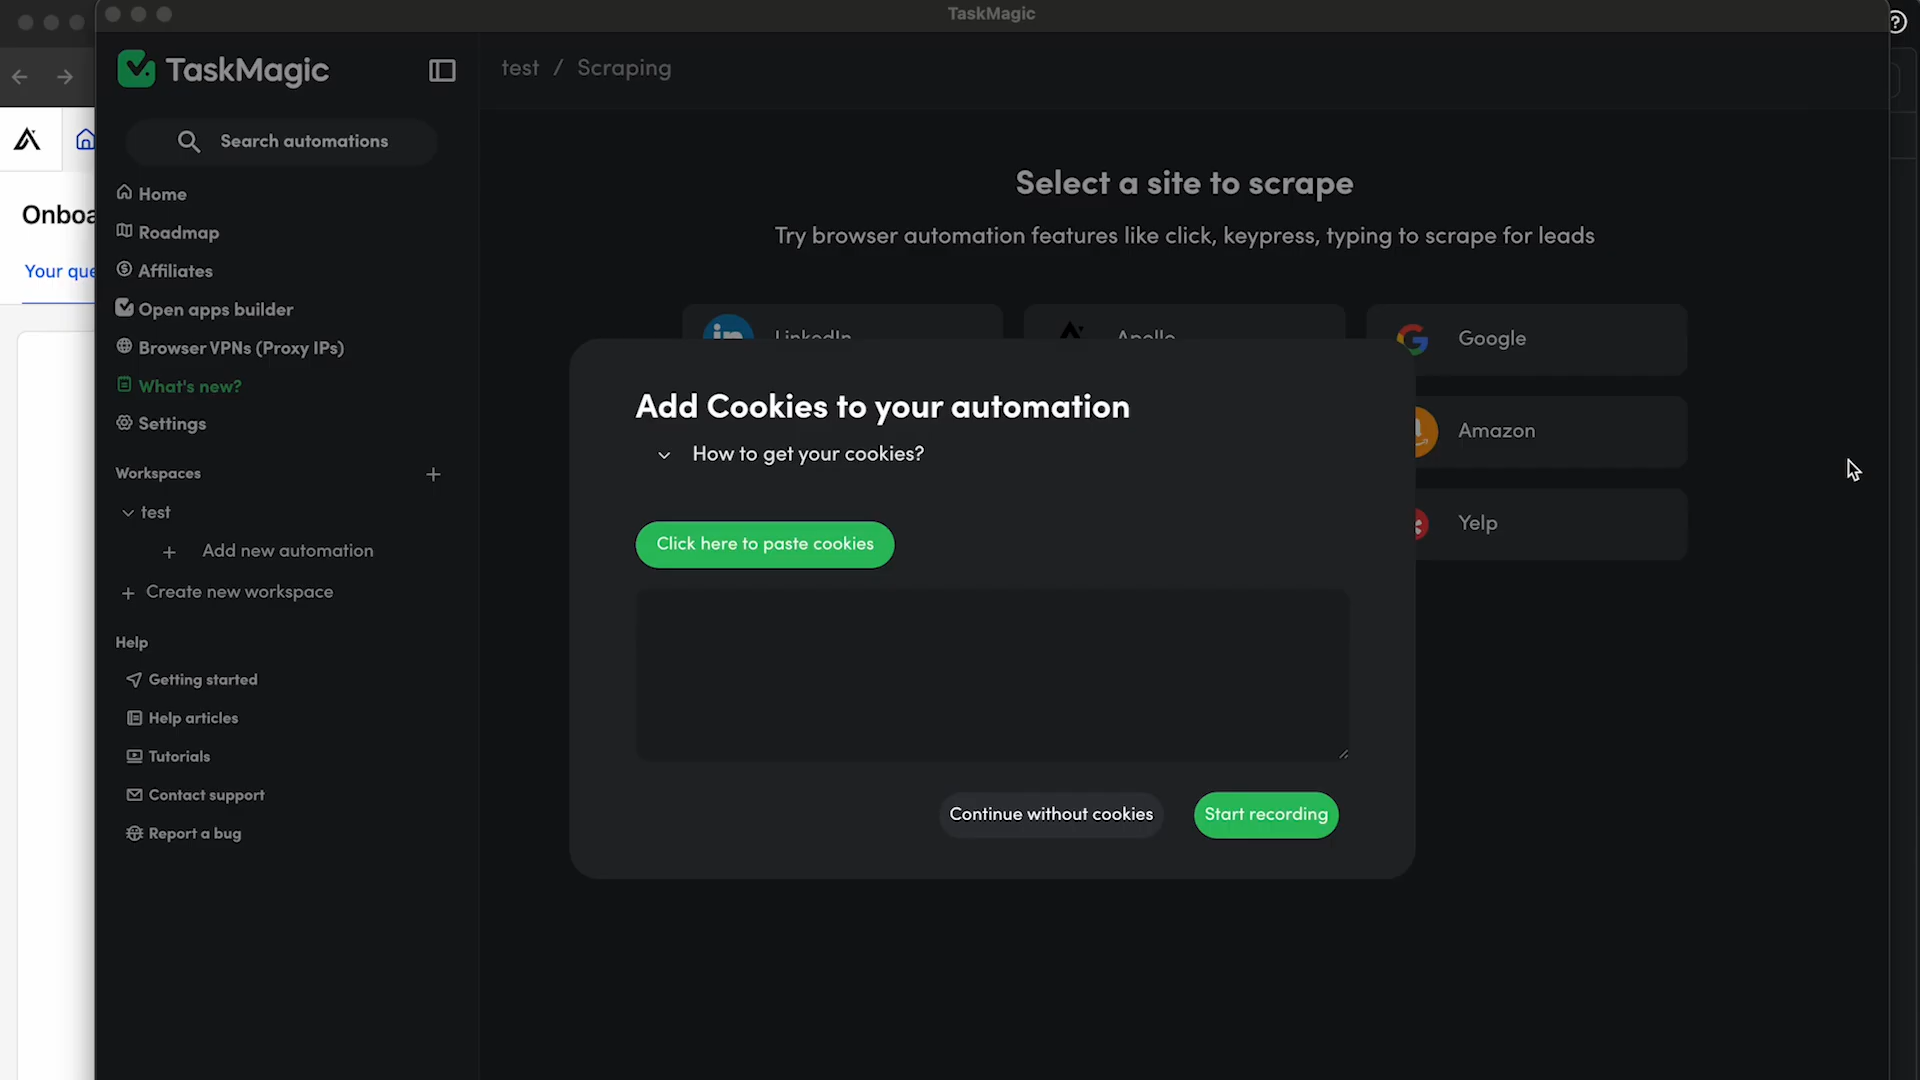 TaskMagic
TaskMagic
test / Scraping
Search automations
Home
Roadmap
Affiliates
Open apps builder
Browser VPNs (Proxy IPs)
What's new?
Settings
Workspaces
test
Add new automation
Create new workspace
Help
Getting started
Help articles
Tutorials
Contact support
Report a bug
Onboa
Your que
Select a site to scrape
Try browser automation features like click, keypress, typing to scrape for leads
LinkedIn
Apollo
Google
Amazon
Yelp
Add Cookies to your automation
How to get your cookies?
Click here to paste cookies
Continue without cookies
Start recording